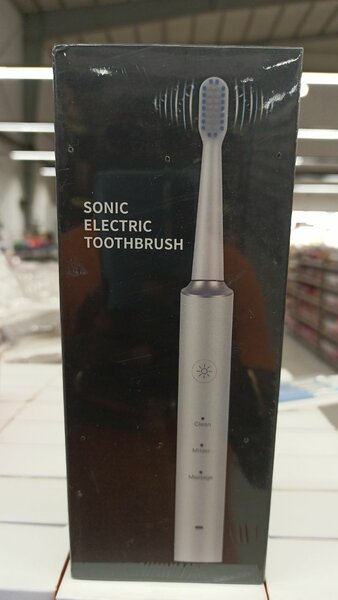 SONIC
ELECTRIC
TOOTHBRUSH
Clean
Massage